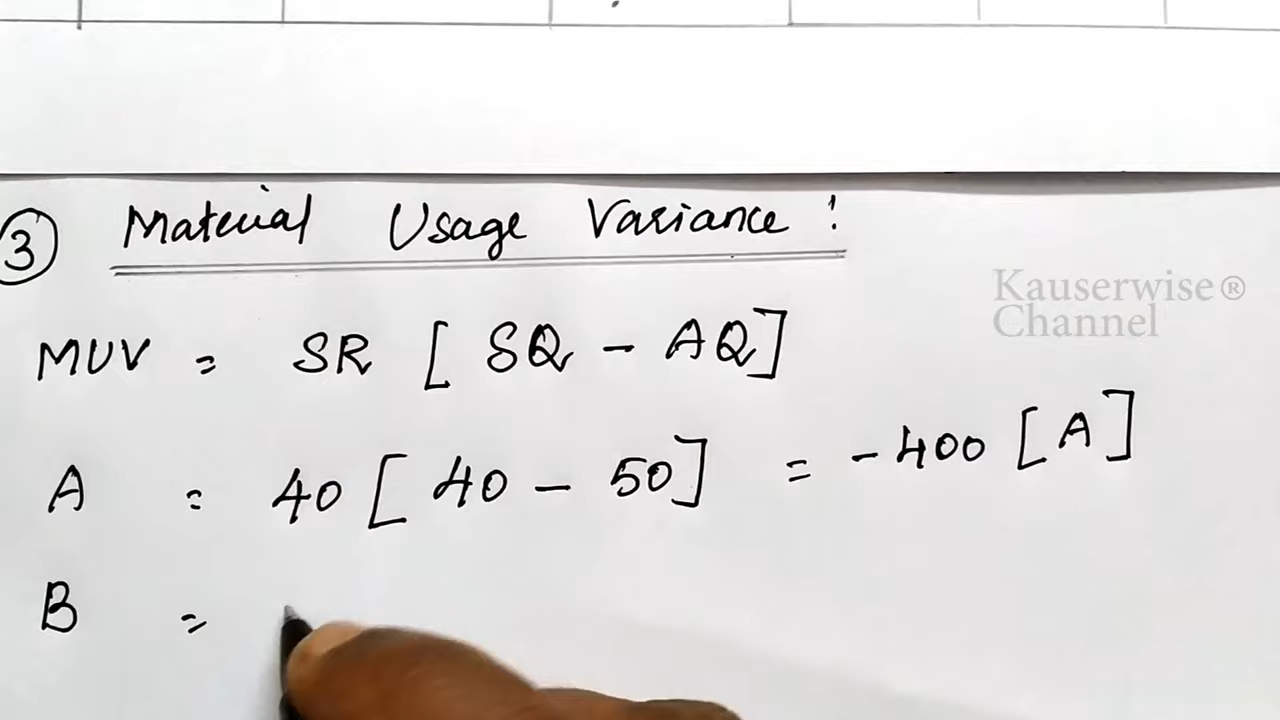 ③ Material Usage Variance :
Kauserwise®
Channel
MUV = SR [ SQ - AQ]
A = 40 [ 40 - 50] = - 400 [A]
B =